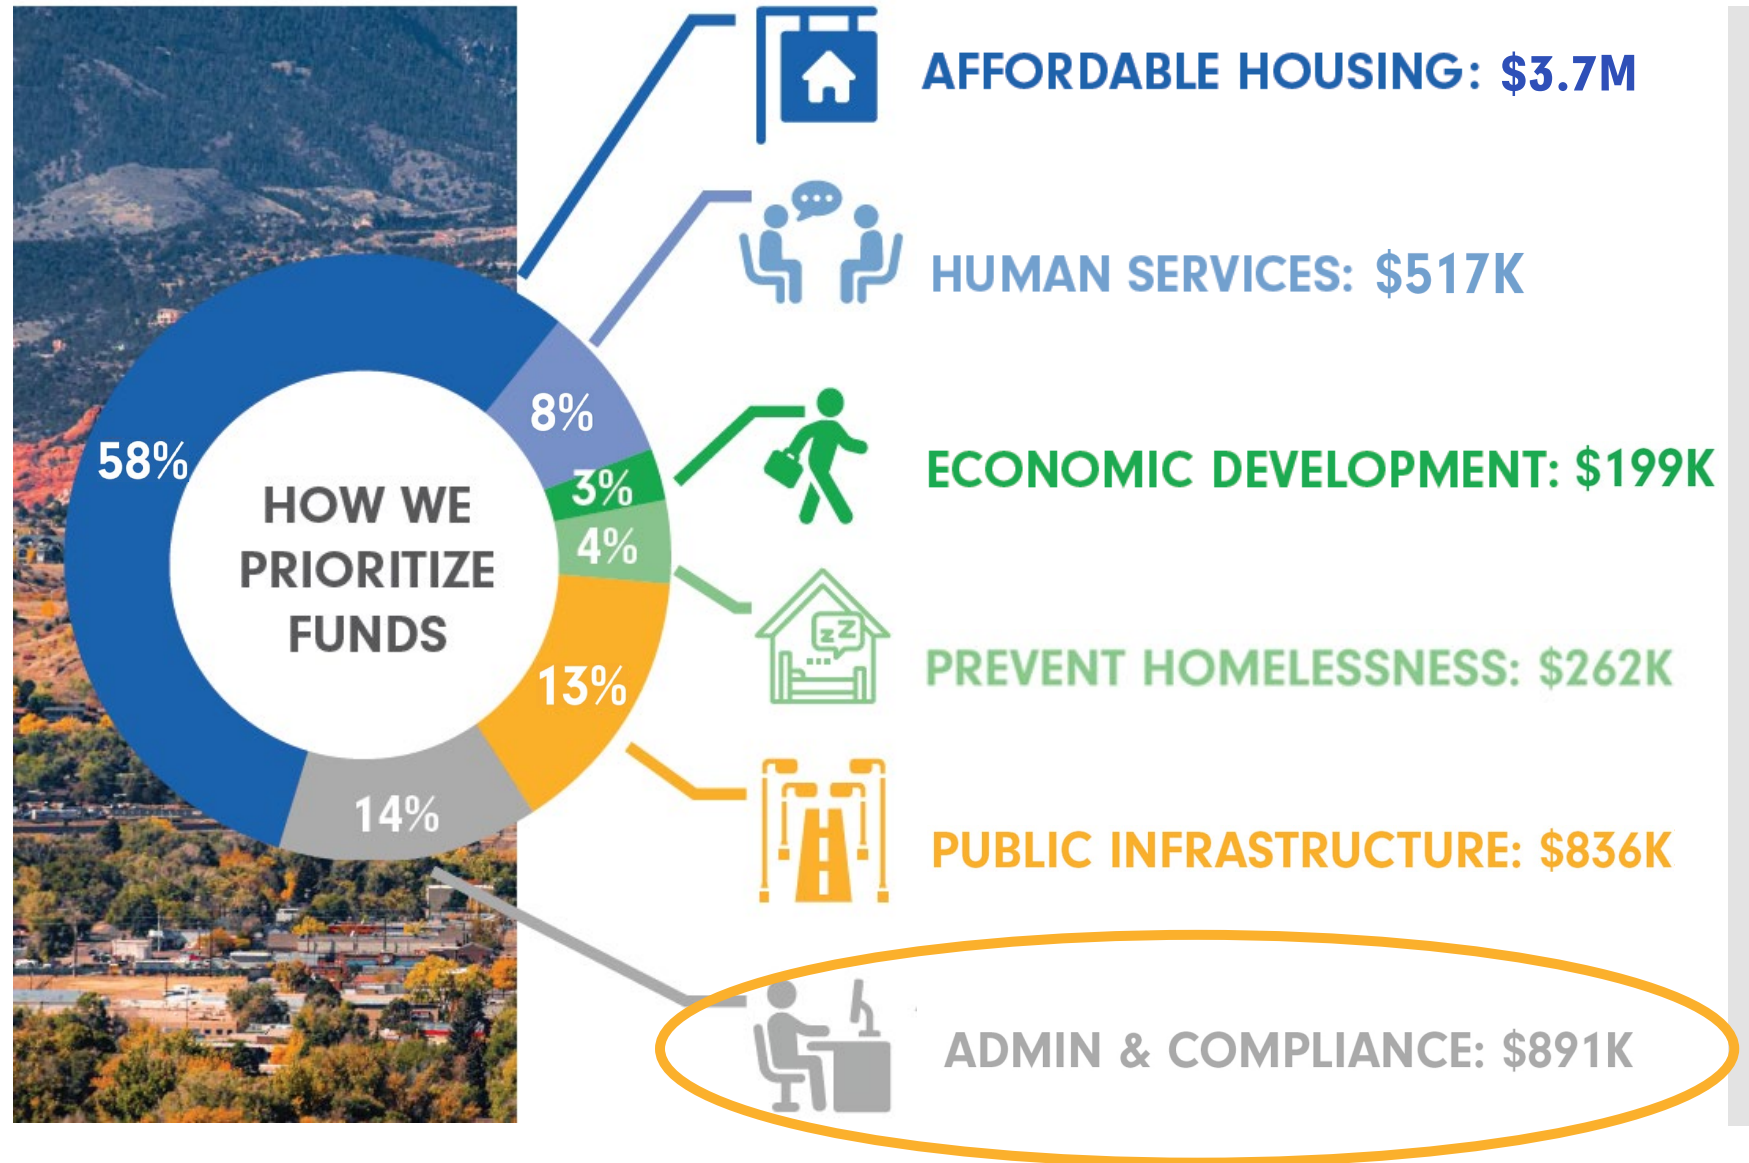 AFFORDABLE HOUSING: $3.7M
HUMAN SERVICES: $517K
ECONOMIC DEVELOPMENT: $199K
PREVENT HOMELESSNESS: $262K
PUBLIC INFRASTRUCTURE: $836K
ADMIN & COMPLIANCE: $891K
HOW WE
PRIORITIZE
FUNDS
58%
8%
3%
4%
13%
14%
zZ